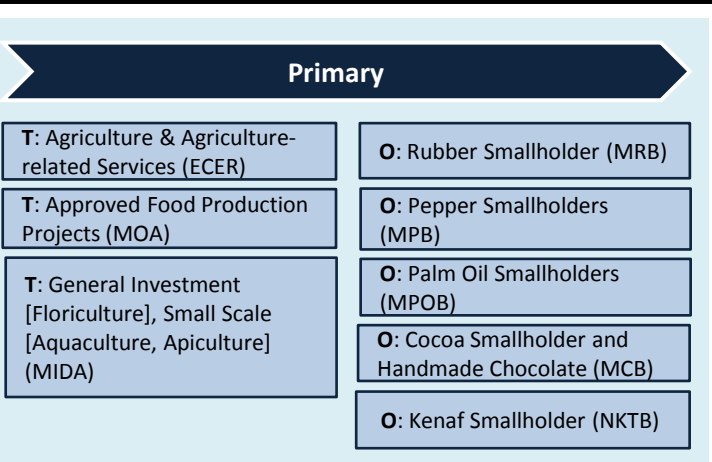 Primary
T: Agriculture & Agriculture-
related Services (ECER)
T: Approved Food Production
Projects (MOA)
T: General Investment
[Floriculture], Small Scale
[Aquaculture, Apiculture]
(MIDA)
O: Rubber Smallholder (MRB)
O: Pepper Smallholders
(MPB)
O: Palm Oil Smallholders
(MPOB)
O: Cocoa Smallholder and
Handmade Chocolate (MCB)
O: Kenaf Smallholder (NKTB)